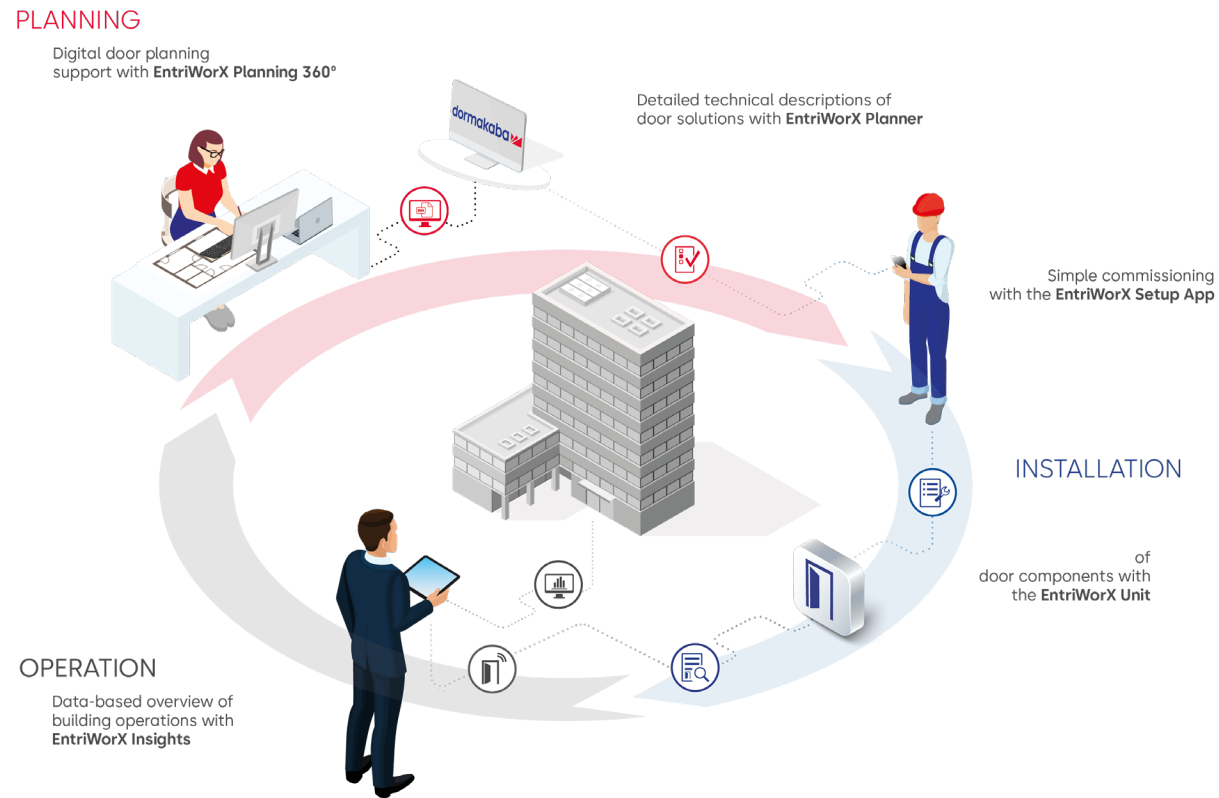 PLANNING
Digital door planning
support with EntriWorX Planning 360°
dormakaba
Detailed technical descriptions of
door solutions with EntriWorX Planner
Simple commissioning
with the EntriWorX Setup App
INSTALLATION
of
door components with
the EntriWorX Unit
OPERATION
Data-based overview of
building operations with
EntriWorX Insights